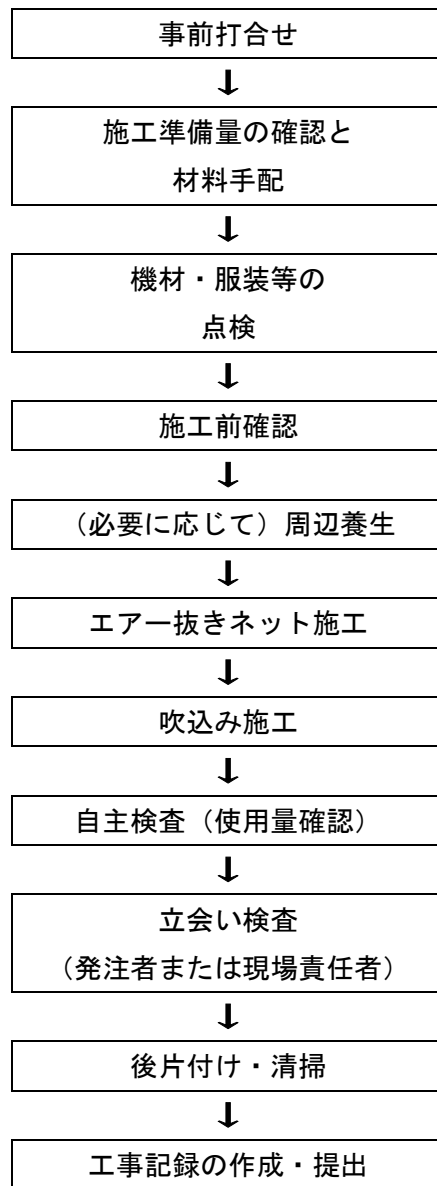 事前打合せ
↓
施工準備量の確認と
材料手配
↓
機材・服装等の
点検
↓
施工前確認
↓
（必要に応じて）周辺養生
↓
エアー抜きネット施工
↓
吹込み施工
↓
自主検査（使用量確認）
↓
立会い検査
（発注者または現場責任者）
↓
後片付け・清掃
↓
工事記録の作成・提出